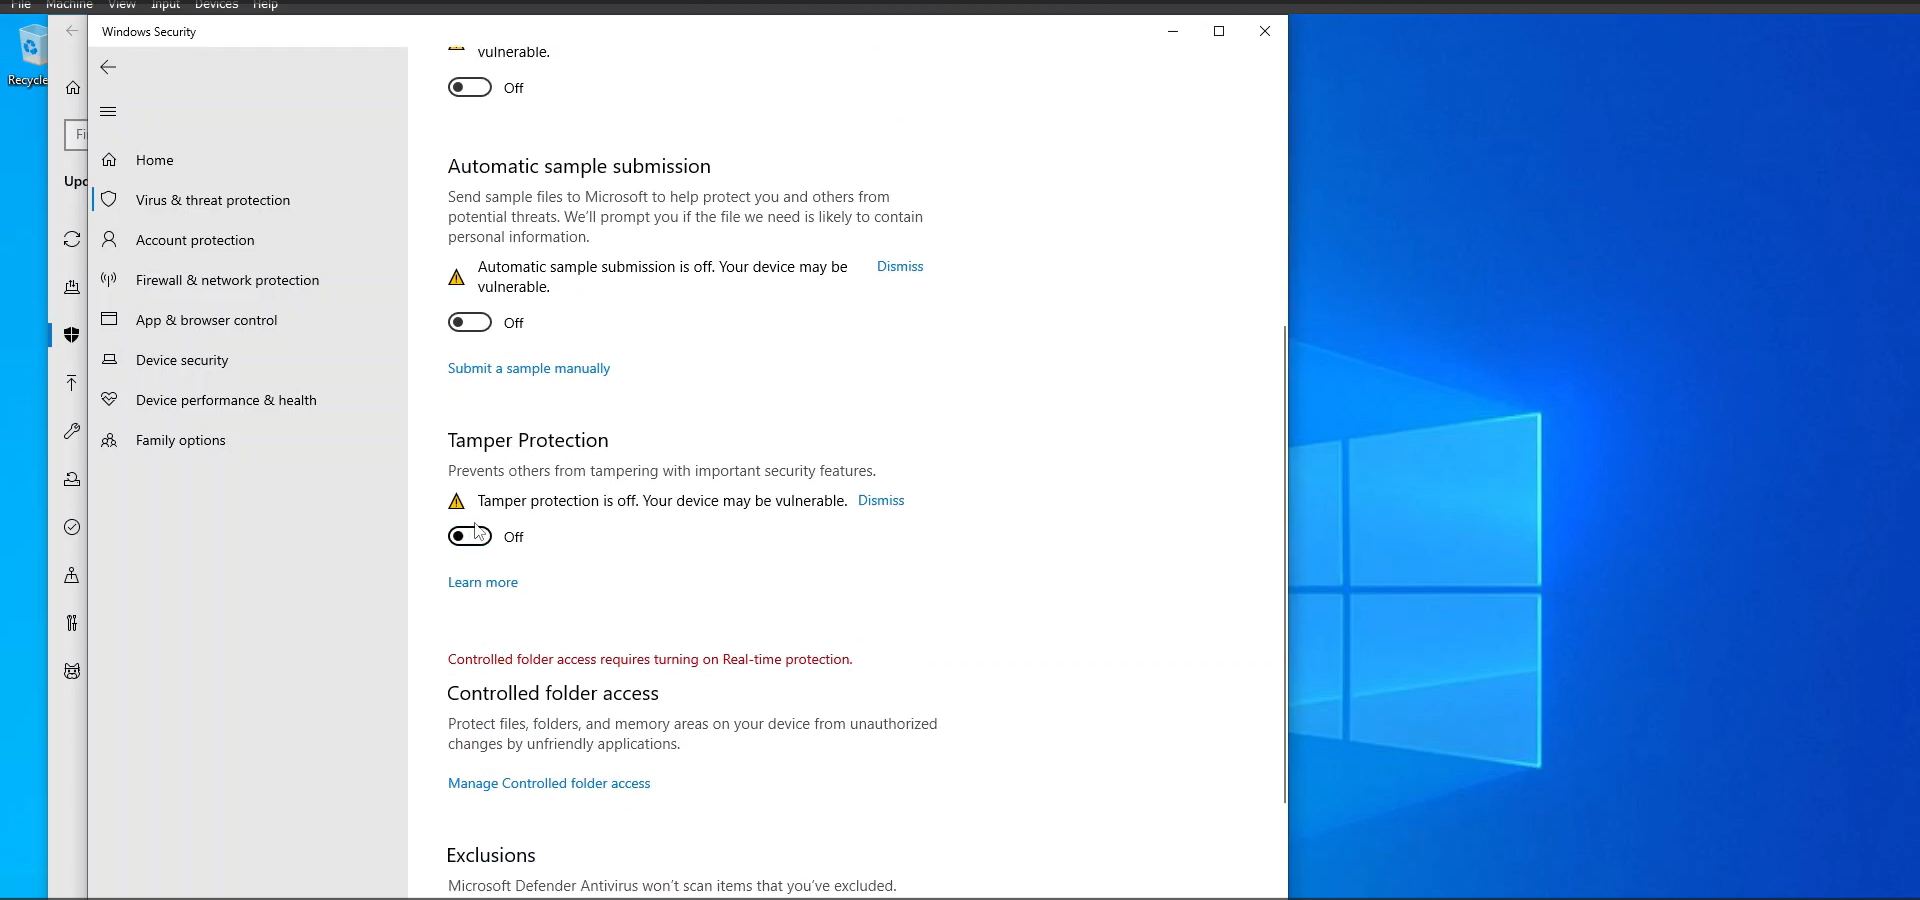 File Machine View Input Devices Help
Windows Security
Recycle
vulnerable.
Off
Home
Virus & threat protection
Account protection
Firewall & network protection
App & browser control
Device security
Device performance & health
Family options
Automatic sample submission
Send sample files to Microsoft to help protect you and others from
potential threats. We'll prompt you if the file we need is likely to contain
personal information.
Automatic sample submission is off. Your device may be Dismiss
vulnerable.
Off
Submit a sample manually
Tamper Protection
Prevents others from tampering with important security features.
Tamper protection is off. Your device may be vulnerable. Dismiss
Off
Learn more
Controlled folder access requires turning on Real-time protection.
Controlled folder access
Protect files, folders, and memory areas on your device from unauthorized
changes by unfriendly applications.
Manage Controlled folder access
Exclusions
Microsoft Defender Antivirus won't scan items that you've excluded.